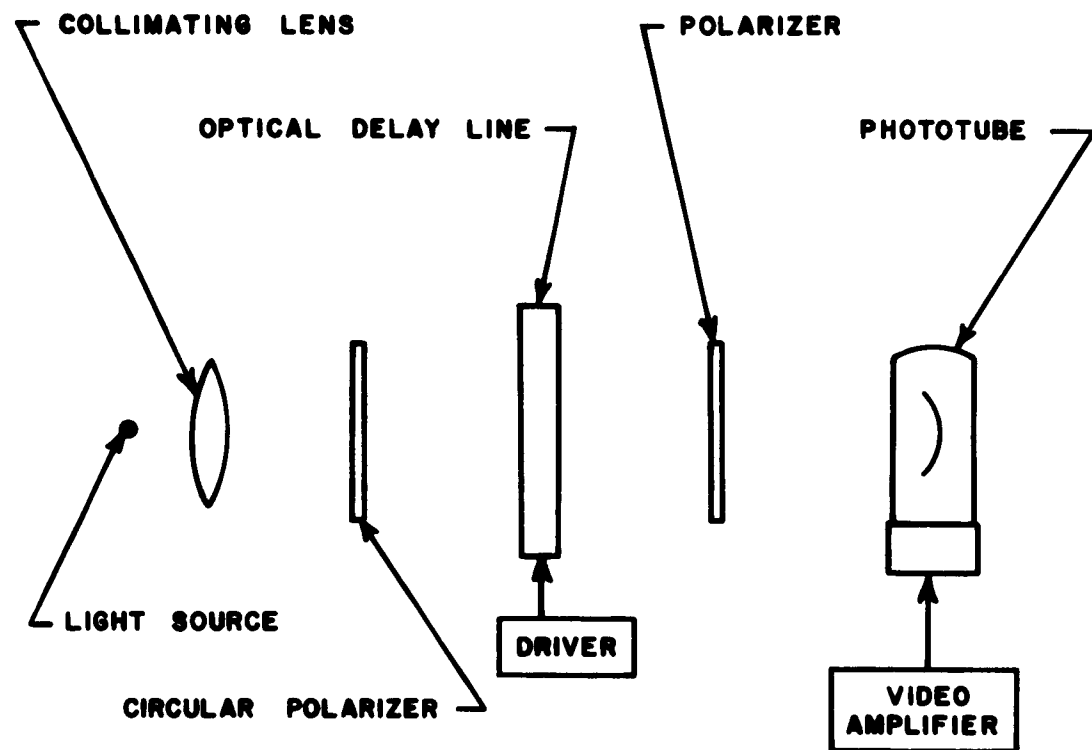 COLLIMATING LENS
POLARIZER
OPTICAL DELAY LINE
PHOTOTUBE
LIGHT SOURCE
DRIVER
CIRCULAR POLARIZER
VIDEO
AMPLIFIER